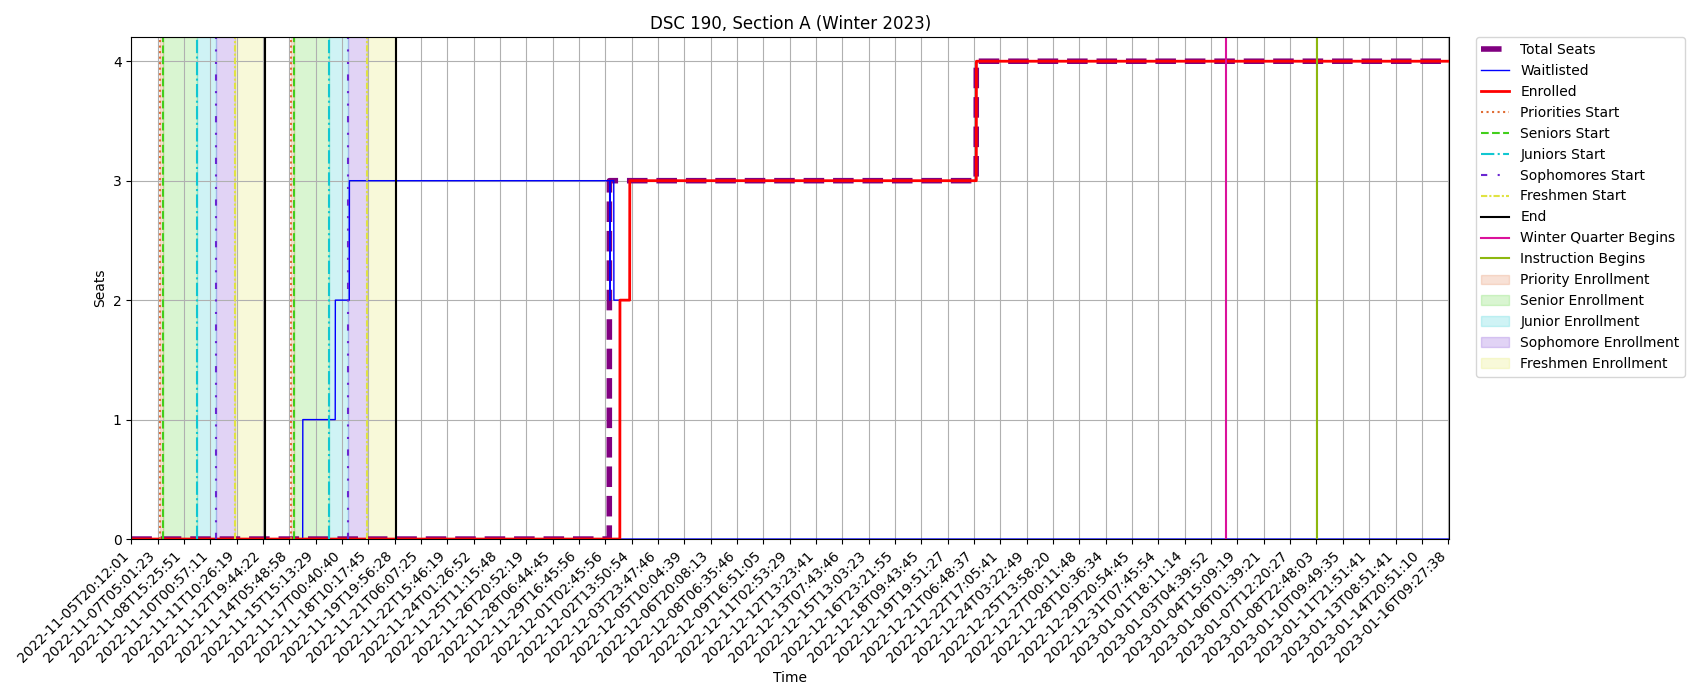 DSC 190, Section A (Winter 2023)
Seats
4
3
2
1
0
2022-11-05T20:12:01
2022-11-07T05:01:23
2022-11-08T15:25:51
2022-11-10T00:57:11
2022-11-11T10:26:19
2022-11-12T19:44:22
2022-11-14T05:48:58
2022-11-15T15:13:29
2022-11-17T00:40:40
2022-11-18T10:17:45
2022-11-19T19:56:28
2022-11-21T06:07:25
2022-11-22T15:46:19
2022-11-24T01:26:52
2022-11-25T11:15:48
2022-11-26T20:52:19
2022-11-28T06:44:45
2022-11-29T16:45:56
2022-12-01T02:45:56
2022-12-02T13:50:54
2022-12-03T23:47:46
2022-12-05T10:04:39
2022-12-06T20:08:13
2022-12-08T06:35:46
2022-12-09T16:51:05
2022-12-11T02:53:29
2022-12-12T13:23:41
2022-12-13T07:43:46
2022-12-15T13:03:23
2022-12-16T23:21:55
2022-12-18T09:43:45
2022-12-19T19:51:27
2022-12-21T06:48:37
2022-12-22T17:05:41
2022-12-24T03:22:49
2022-12-25T13:58:20
2022-12-27T00:11:48
2022-12-28T10:36:34
2022-12-29T20:54:45
2022-12-31T07:45:54
2023-01-01T18:11:14
2023-01-03T04:39:52
2023-01-04T15:09:19
2023-01-06T01:39:21
2023-01-07T12:20:27
2023-01-08T22:48:03
2023-01-10T09:49:35
2023-01-11T21:51:41
2023-01-13T08:51:41
2023-01-14T20:51:10
2023-01-16T09:27:38
Time
Total Seats
Waitlisted
Enrolled
Priorities Start
Seniors Start
Juniors Start
Sophomores Start
Freshmen Start
End
Winter Quarter Begins
Instruction Begins
Priority Enrollment
Senior Enrollment
Junior Enrollment
Sophomore Enrollment
Freshmen Enrollment